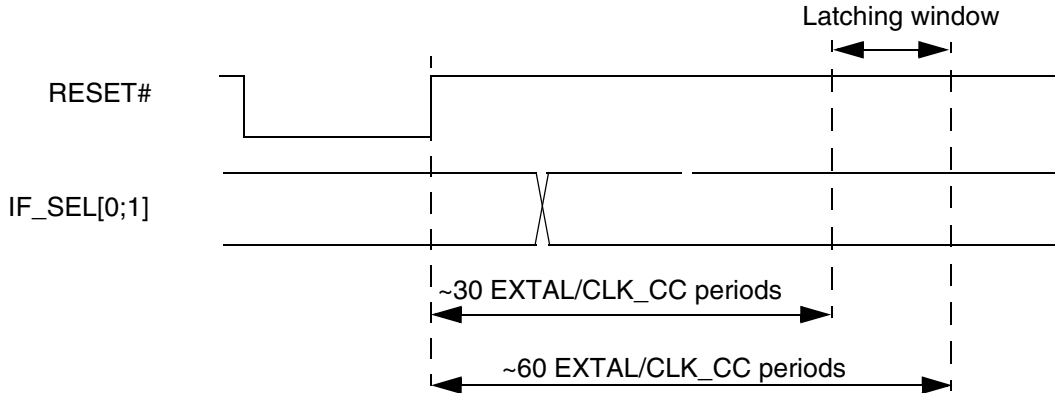 Latching window
RESET#
IF_SEL[0;1]
~30 EXTAL/CLK_CC periods
~60 EXTAL/CLK_CC periods